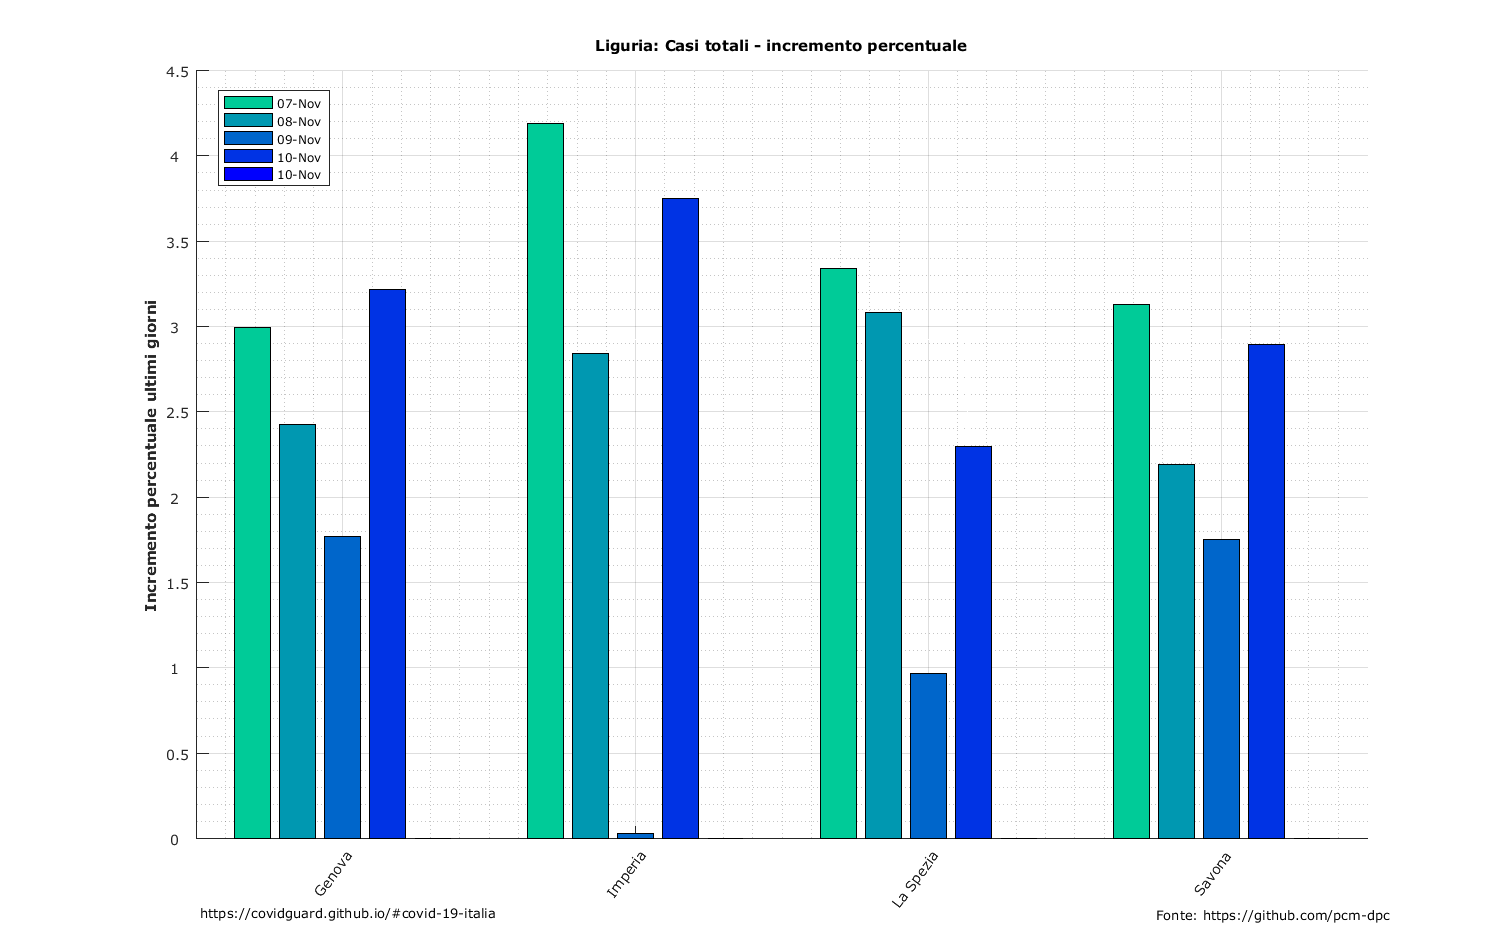 Liguria: Casi totali - incremento percentuale
4.5
4
3.5
3
2.5
2
1.5
1
0.5
0
Incremento percentuale ultimi giorni
07-Nov
08-Nov
09-Nov
10-Nov
10-Nov
Genova
Imperia
La Spezia
Savona
https://covidguard.github.io/#covid-19-italia
Fonte: https://github.com/pcm-dpc